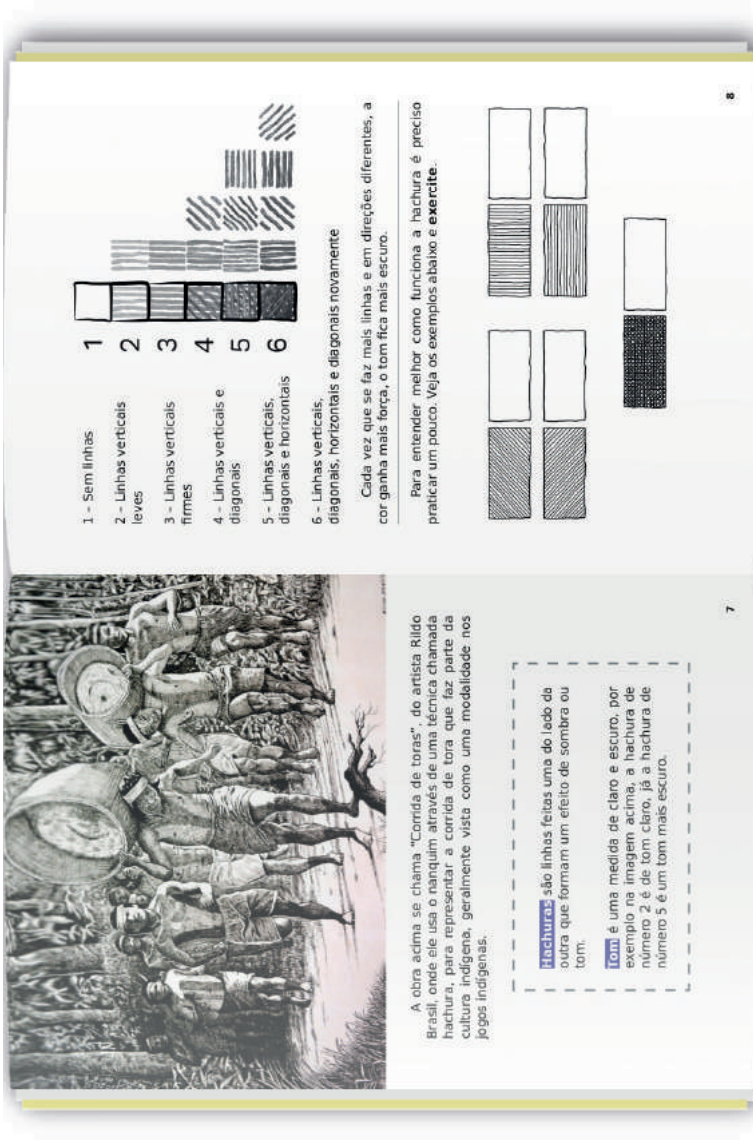 A obra acima se chama "Corrida de toras", do artista Rildo
Brasil, onde ele usa o nanquim através de uma técnica chamada
hachura, para representar a corrida de tora que faz parte da
cultura indígena, geralmente vista como uma modalidade nos
jogos indígenas.
Hachuras são linhas feitas uma do lado da
outra que formam um efeito de sombra ou
tom.
Tom é uma medida de claro e escuro, por
exemplo na imagem acima, a hachura de
número 2 é de tom claro, já a hachura de
número 5 é um tom mais escuro.
7
1 – Sem linhas
2 – Linhas verticais
leves
3 – Linhas verticais
firmes
4 – Linhas verticais e
diagonais
5 – Linhas verticais,
diagonais e horizontais
6 – Linhas verticais,
diagonais, horizontais e diagonais novamente
1
2
3
4
5
6
Cada vez que se faz mais linhas e em direções diferentes, a
cor ganha mais força, o tom fica mais escuro.
Para entender melhor como funciona a hachura é preciso
praticar um pouco. Veja os exemplos abaixo e exercite.
8